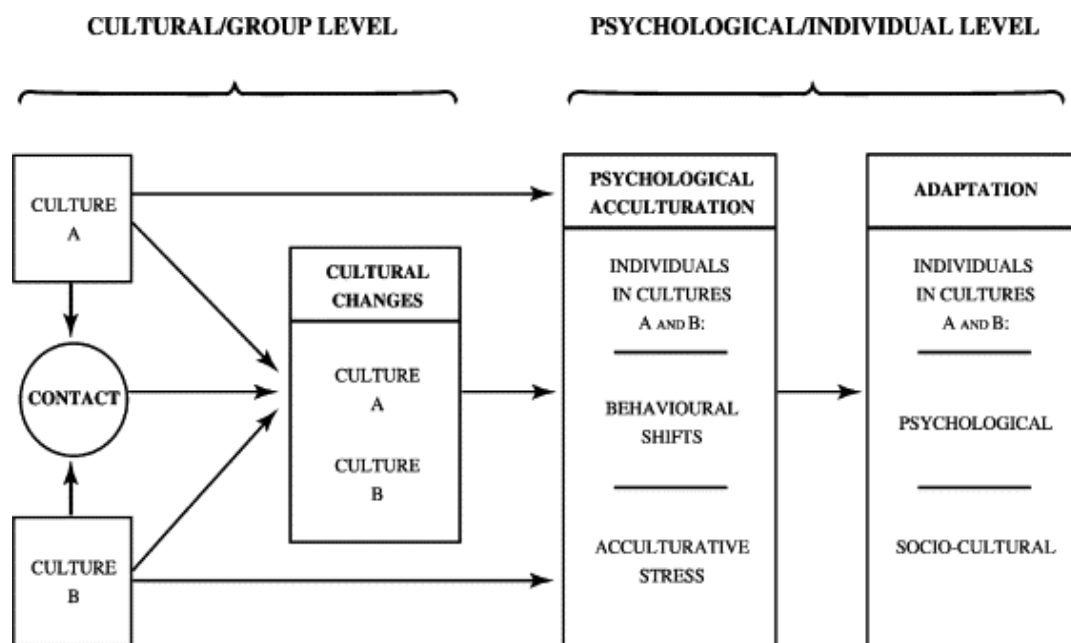 CULTURAL/GROUP LEVEL
PSYCHOLOGICAL/INDIVIDUAL LEVEL
CULTURE
A
CONTACT
CULTURE
B
CULTURAL
CHANGES
CULTURE
A
CULTURE
B
PSYCHOLOGICAL
ACCULTURATION
INDIVIDUALS
IN CULTURES
A AND B:
BEHAVIOURAL
SHIFTS
ACCULTURATIVE
STRESS
ADAPTATION
INDIVIDUALS
IN CULTURES
A AND B:
PSYCHOLOGICAL
SOCIO-CULTURAL